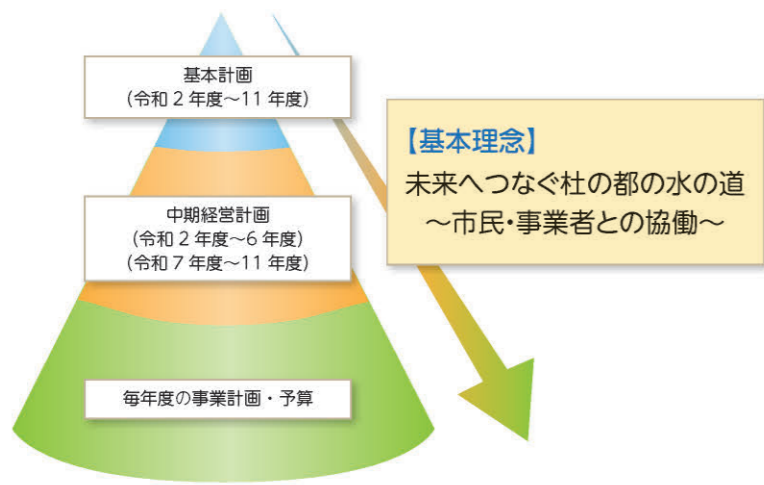 基本計画
(令和 2 年度～11 年度)
【基本理念】
未来へつなぐ杜の都の水の道
～市民・事業者との協働～
中期経営計画
(令和 2 年度～6 年度)
(令和 7 年度～11 年度)
毎年度の事業計画・予算